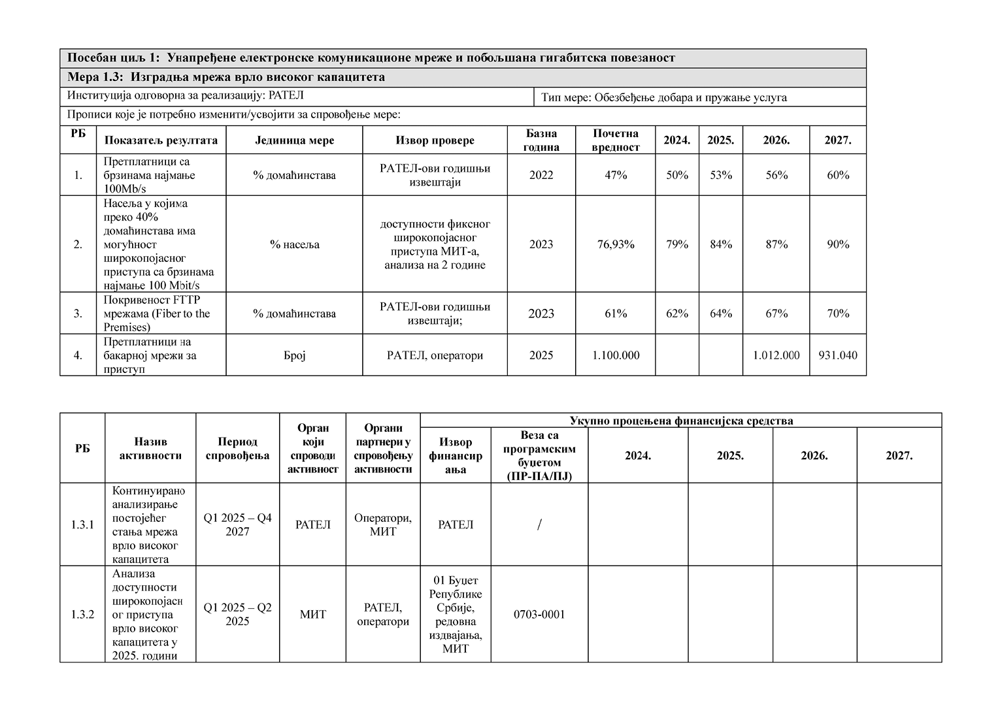 Посебан циљ 1:  Унапређене електронске комуникационе мреже и побољшана гигабитска повезаност
Мера 1.3:  Изградња мрежа врло високог капацитета
Институција одговорна за реализацију: РАТЕЛ
Тип мере: Обезбеђење добара и пружање услуга
Прописи које је потребно изменити/усвојити за спровођење мере:
РБ
Показатељ резултата
Јединица мере
Извор провере
Базна
година
Почетна
вредност
2024.
2025.
2026.
2027.
1.
Претплатници са
брзинама најмање
100Mb/s
% домаћинстава
РАТЕЛ-ови годишњи
извештаји
2022
47%
50%
53%
56%
60%
2.
Насеља у којима
преко 40%
домаћинстава има
могућност
широкопојасног
приступа са брзинама
најмање 100 Mbit/s
% насеља
доступности фиксног
широкопојасног
приступа МИТ-а,
анализа на 2 године
2023
76,93%
79%
84%
87%
90%
3.
Покривеност FTTP
мрежама (Fiber to the
Premises)
% домаћинстава
РАТЕЛ-ови годишњи
извештаји;
2023
61%
62%
64%
67%
70%
4.
Претплатници на
бакарној мрежи за
приступ
Број
РАТЕЛ, оператори
2025
1.100.000
1.012.000
931.040
РБ
Назив
активности
Период
спровођења
Орган
који
спроводи
активност
Органи
партнери у
спровођењу
активности
Укупно процењена финансијска средства
Извор
финансир
ања
Веза са
програмским
буџетом
(ПР-ПА/ПЈ)
2024.
2025.
2026.
2027.
1.3.1
Континуирано
анализирање
постојећег
стања мрежа
врло високог
капацитета
Q1 2025 – Q4
2027
РАТЕЛ
Оператори,
МИТ
РАТЕЛ
/
1.3.2
Анализа
доступности
широкопојасн
ог приступа
врло високог
капацитета у
2025. години
Q1 2025 – Q2
2025
МИТ
РАТЕЛ,
оператори
01 Буџет
Републике
Србије,
редовна
издвајања,
МИТ
0703-0001